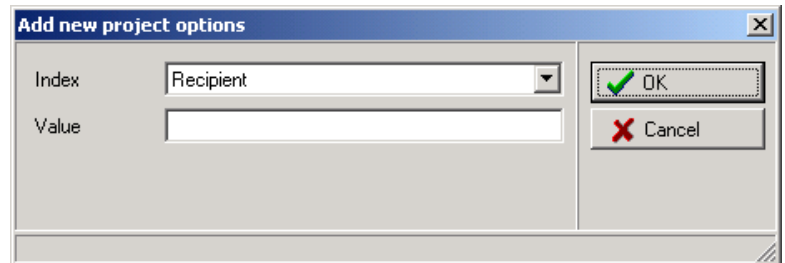 Add new project options
Index
Recipient
OK
Value
Cancel